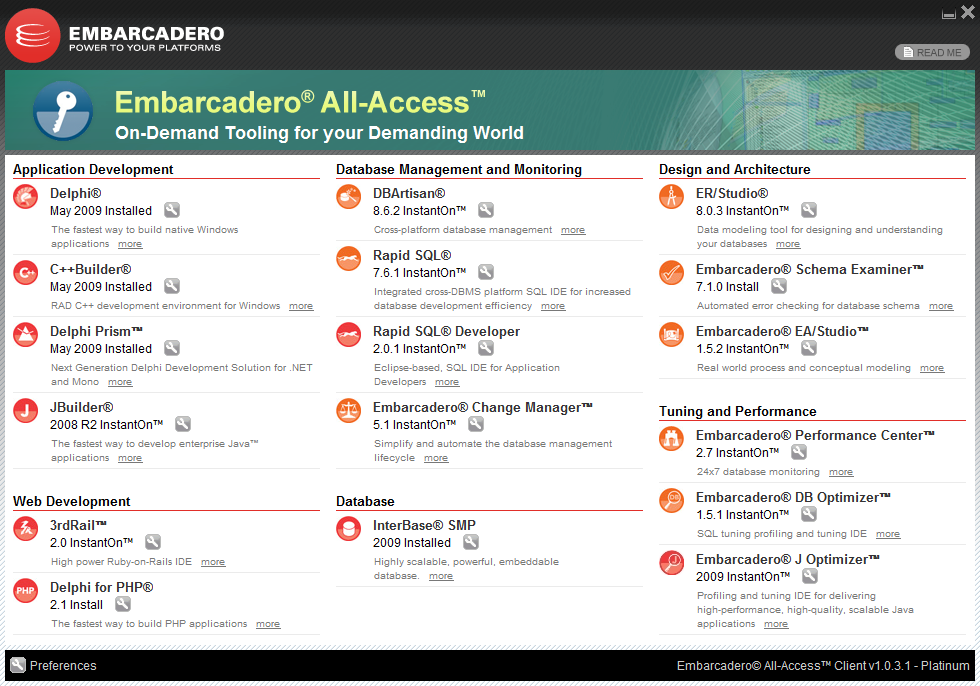 EMBARCADERO
POWER TO YOUR PLATFORMS
READ ME
Embarcadero® All-Access™
On-Demand Tooling for your Demanding World
Application Development
Delphi®
May 2009 Installed
The fastest way to build native Windows
applications more
C++Builder®
May 2009 Installed
RAD C++ development environment for Windows more
Delphi Prism™
May 2009 Installed
Next Generation Delphi Development Solution for .NET
and Mono more
JBuilder®
2008 R2 InstantOn™
The fastest way to develop enterprise Java™
applications more
Web Development
3rdRail™
2.0 InstantOn™
High power Ruby-on-Rails IDE more
Delphi for PHP®
2.1 Install
The fastest way to build PHP applications more
Database Management and Monitoring
DBArtisan®
8.6.2 InstantOn™
Cross-platform database management more
Rapid SQL®
7.6.1 InstantOn™
Integrated cross-DBMS platform SQL IDE for increased
database development efficiency more
Rapid SQL® Developer
2.0.1 InstantOn™
Eclipse-based, SQL IDE for Application
Developers more
Embarcadero® Change Manager™
5.1 InstantOn™
Simplify and automate the database management
lifecycle more
Database
InterBase® SMP
2009 Installed
Highly scalable, powerful, embeddable
database. more
Design and Architecture
ER/Studio®
8.0.3 InstantOn™
Data modeling tool for designing and understanding
your databases more
Embarcadero® Schema Examiner™
7.1.0 Install
Automated error checking for database schema more
Embarcadero® EA/Studio™
1.5.2 InstantOn™
Real world process and conceptual modeling more
Tuning and Performance
Embarcadero® Performance Center™
2.7 InstantOn™
24x7 database monitoring more
Embarcadero® DB Optimizer™
1.5.1 InstantOn™
SQL tuning profiling and tuning IDE more
Embarcadero® J Optimizer™
2009 InstantOn™
Profiling and tuning IDE for delivering
high-performance, high-quality, scalable Java
applications more
Preferences
Embarcadero© All-Access™ Client v1.0.3.1 - Platinum